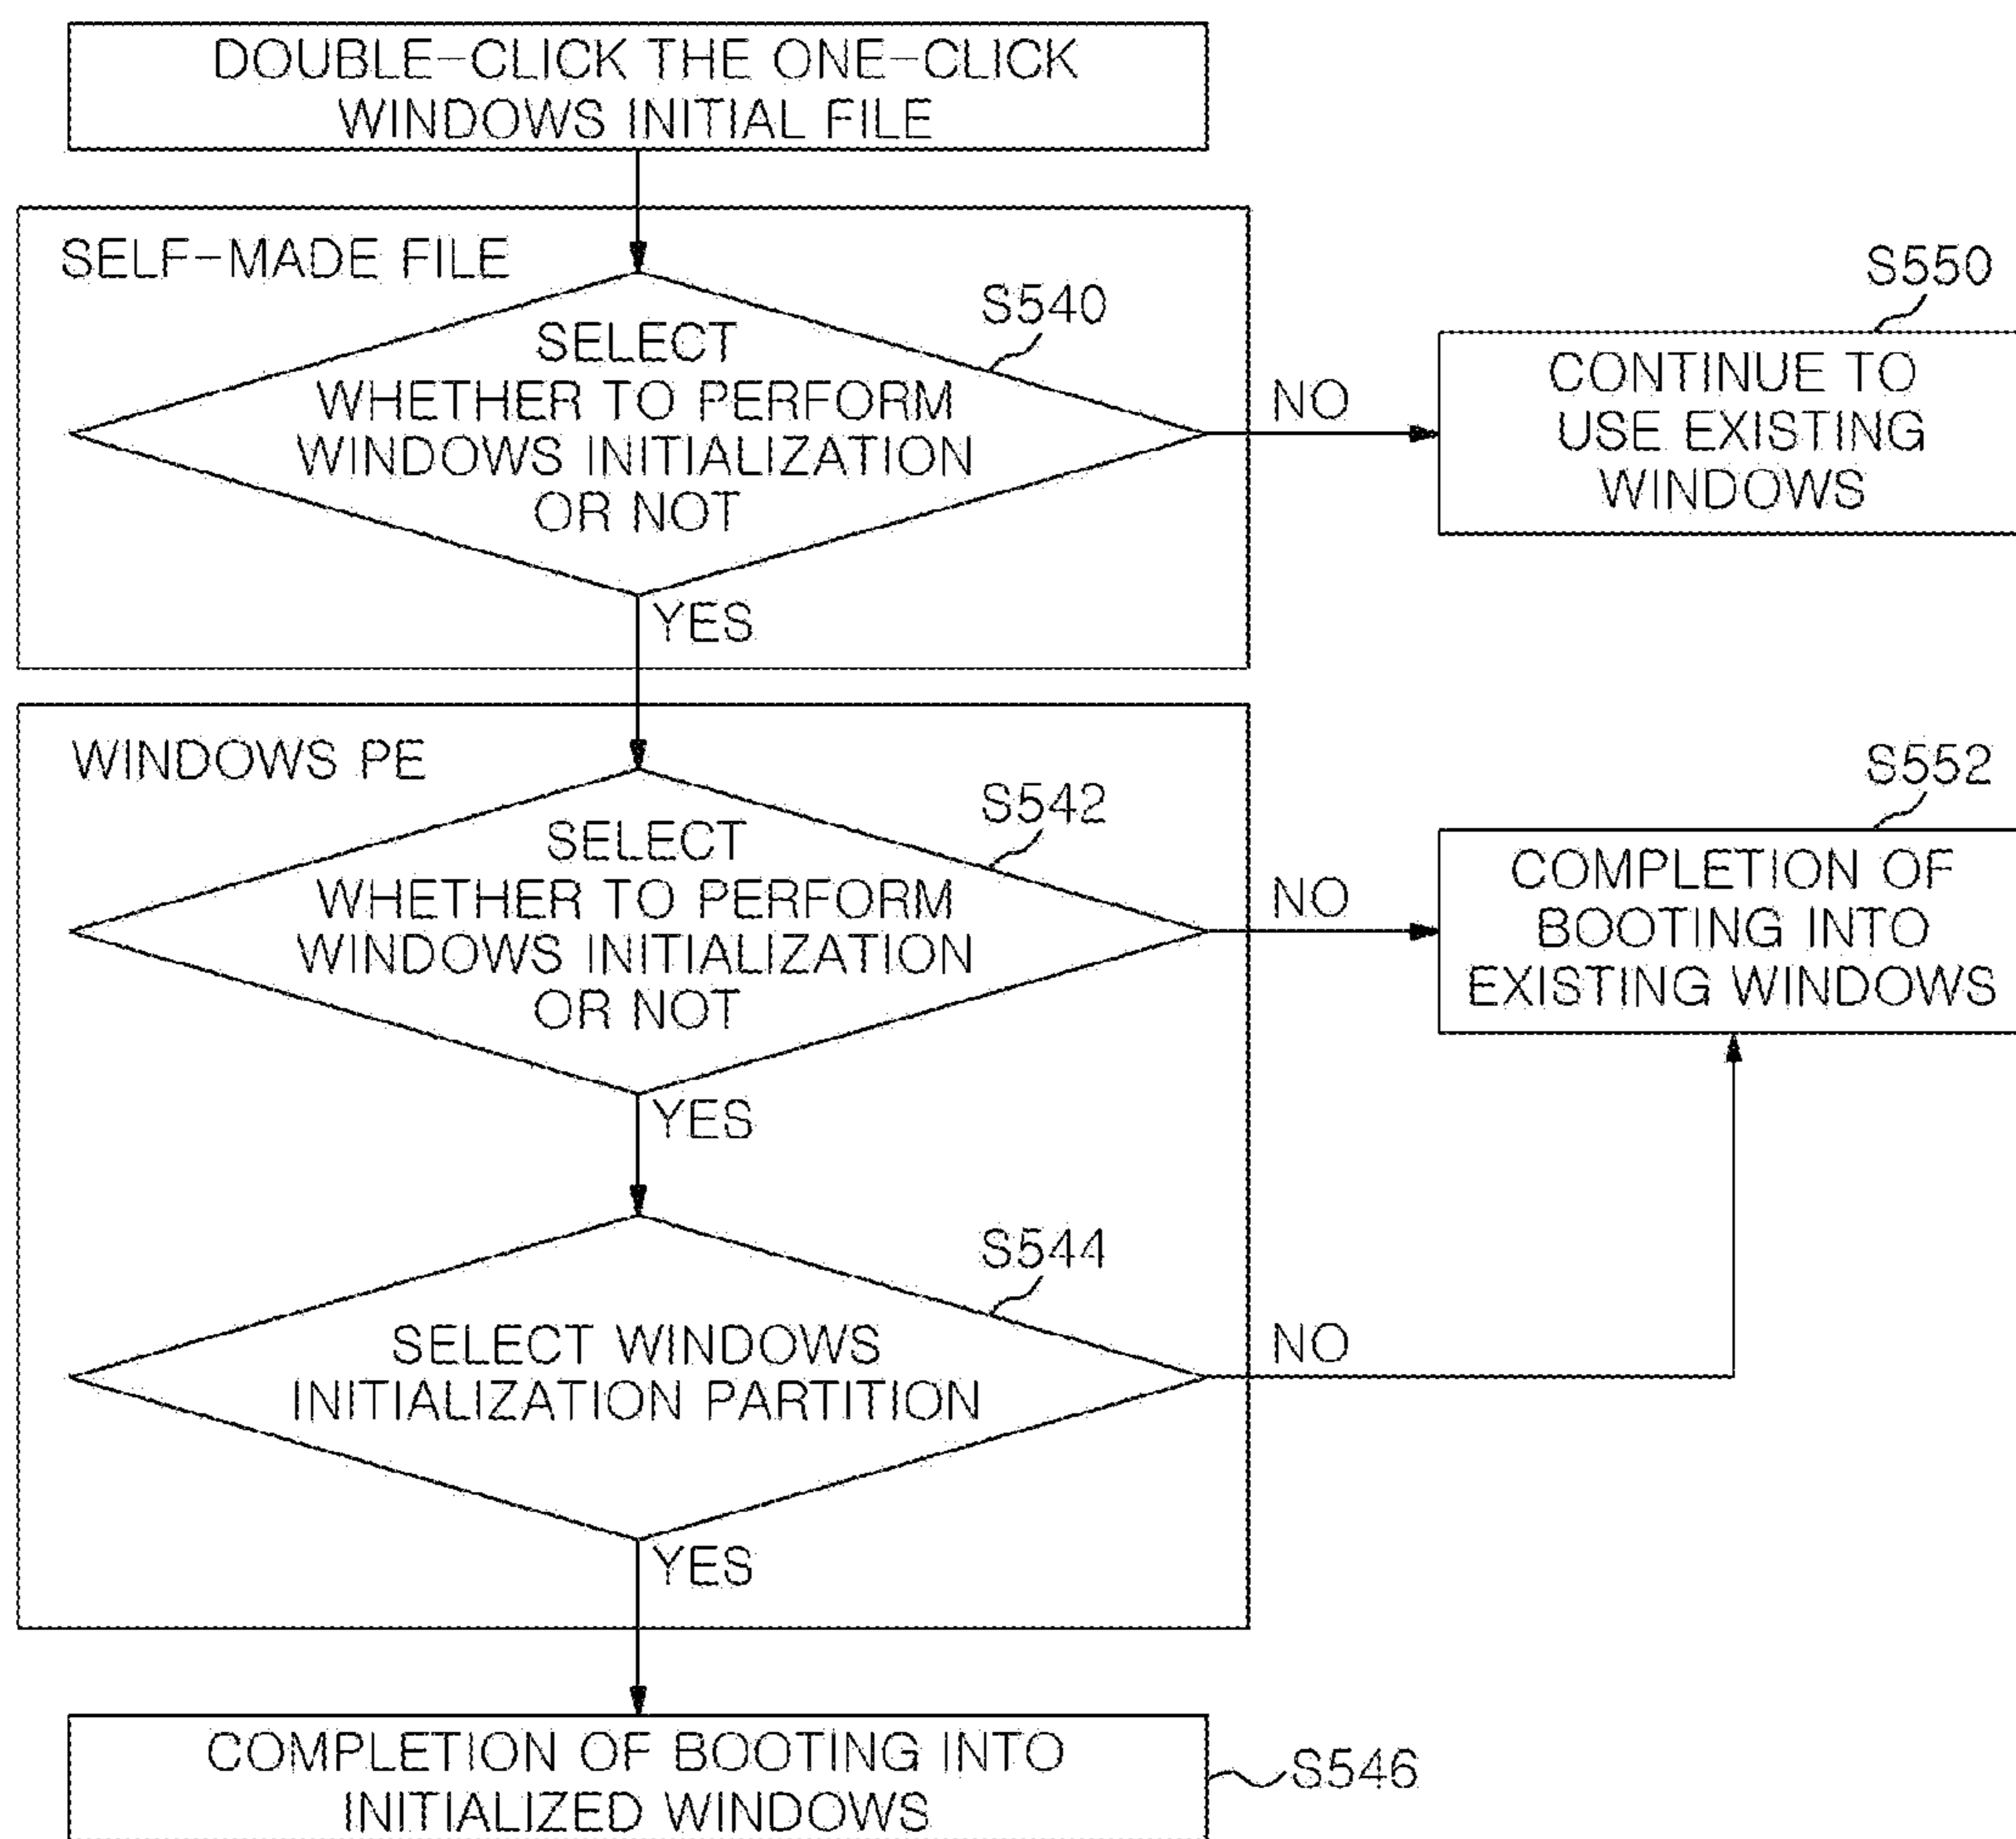 DOUBLE-CLICK THE ONE-CLICK
WINDOWS INITIAL FILE
SELF-MADE FILE
S540
SELECT
WHETHER TO PERFORM
WINDOWS INITIALIZATION
OR NOT
NO
S550
CONTINUE TO
USE EXISTING
WINDOWS
YES
WINDOWS PE
S542
SELECT
WHETHER TO PERFORM
WINDOWS INITIALIZATION
OR NOT
NO
S552
COMPLETION OF
BOOTING INTO
EXISTING WINDOWS
YES
S544
SELECT WINDOWS
INITIALIZATION PARTITION
NO
YES
COMPLETION OF BOOTING INTO
INITIALIZED WINDOWS
S546